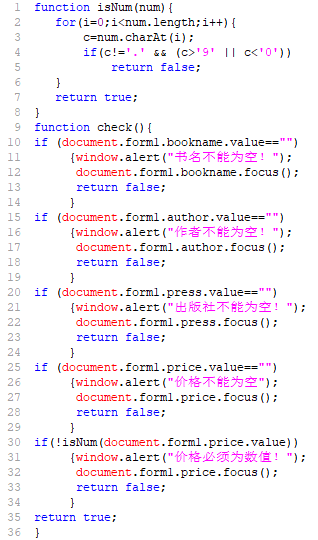 1 function isNum(num){
2 for(i=0;i<num.length;i++){
3 c=num.charAt(i);
4 if(c!='.' && (c>'9' || c<'0'))
5 return false;
6 }
7 return true;
8 }
9 function check(){
10 if (document.form1.bookname.value=="")
11 {window.alert("书名不能为空！");
12 document.form1.bookname.focus();
13 return false;
14 }
15 if (document.form1.author.value=="")
16 {window.alert("作者不能为空！");
17 document.form1.author.focus();
18 return false;
19 }
20 if (document.form1.press.value=="")
21 {window.alert("出版社不能为空！");
22 document.form1.press.focus();
23 return false;
24 }
25 if (document.form1.price.value=="")
26 {window.alert("价格不能为空");
27 document.form1.price.focus();
28 return false;
29 }
30 if(!isNum(document.form1.price.value))
31 {window.alert("价格必须为数值！");
32 document.form1.price.focus();
33 return false;
34 }
35 return true;
36 }